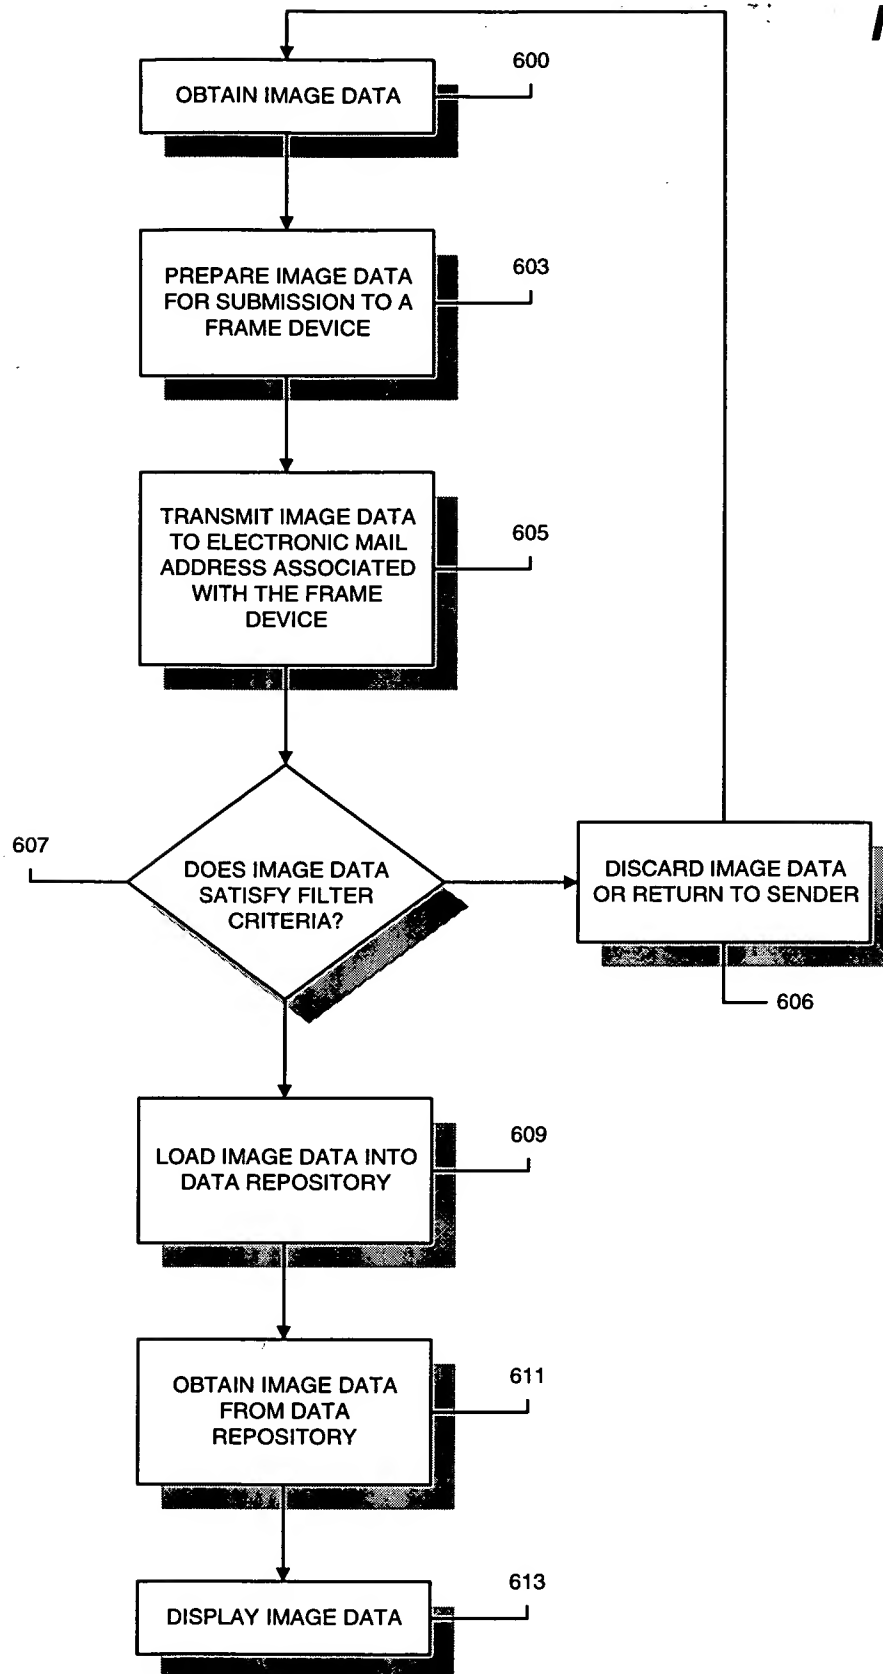 600
OBTAIN IMAGE DATA
603
PREPARE IMAGE DATA
FOR SUBMISSION TO A
FRAME DEVICE
605
TRANSMIT IMAGE DATA
TO ELECTRONIC MAIL
ADDRESS ASSOCIATED
WITH THE FRAME
DEVICE
607
DOES IMAGE DATA
SATISFY FILTER
CRITERIA?
DISCARD IMAGE DATA
OR RETURN TO SENDER
606
609
LOAD IMAGE DATA INTO
DATA REPOSITORY
611
OBTAIN IMAGE DATA
FROM DATA
REPOSITORY
613
DISPLAY IMAGE DATA